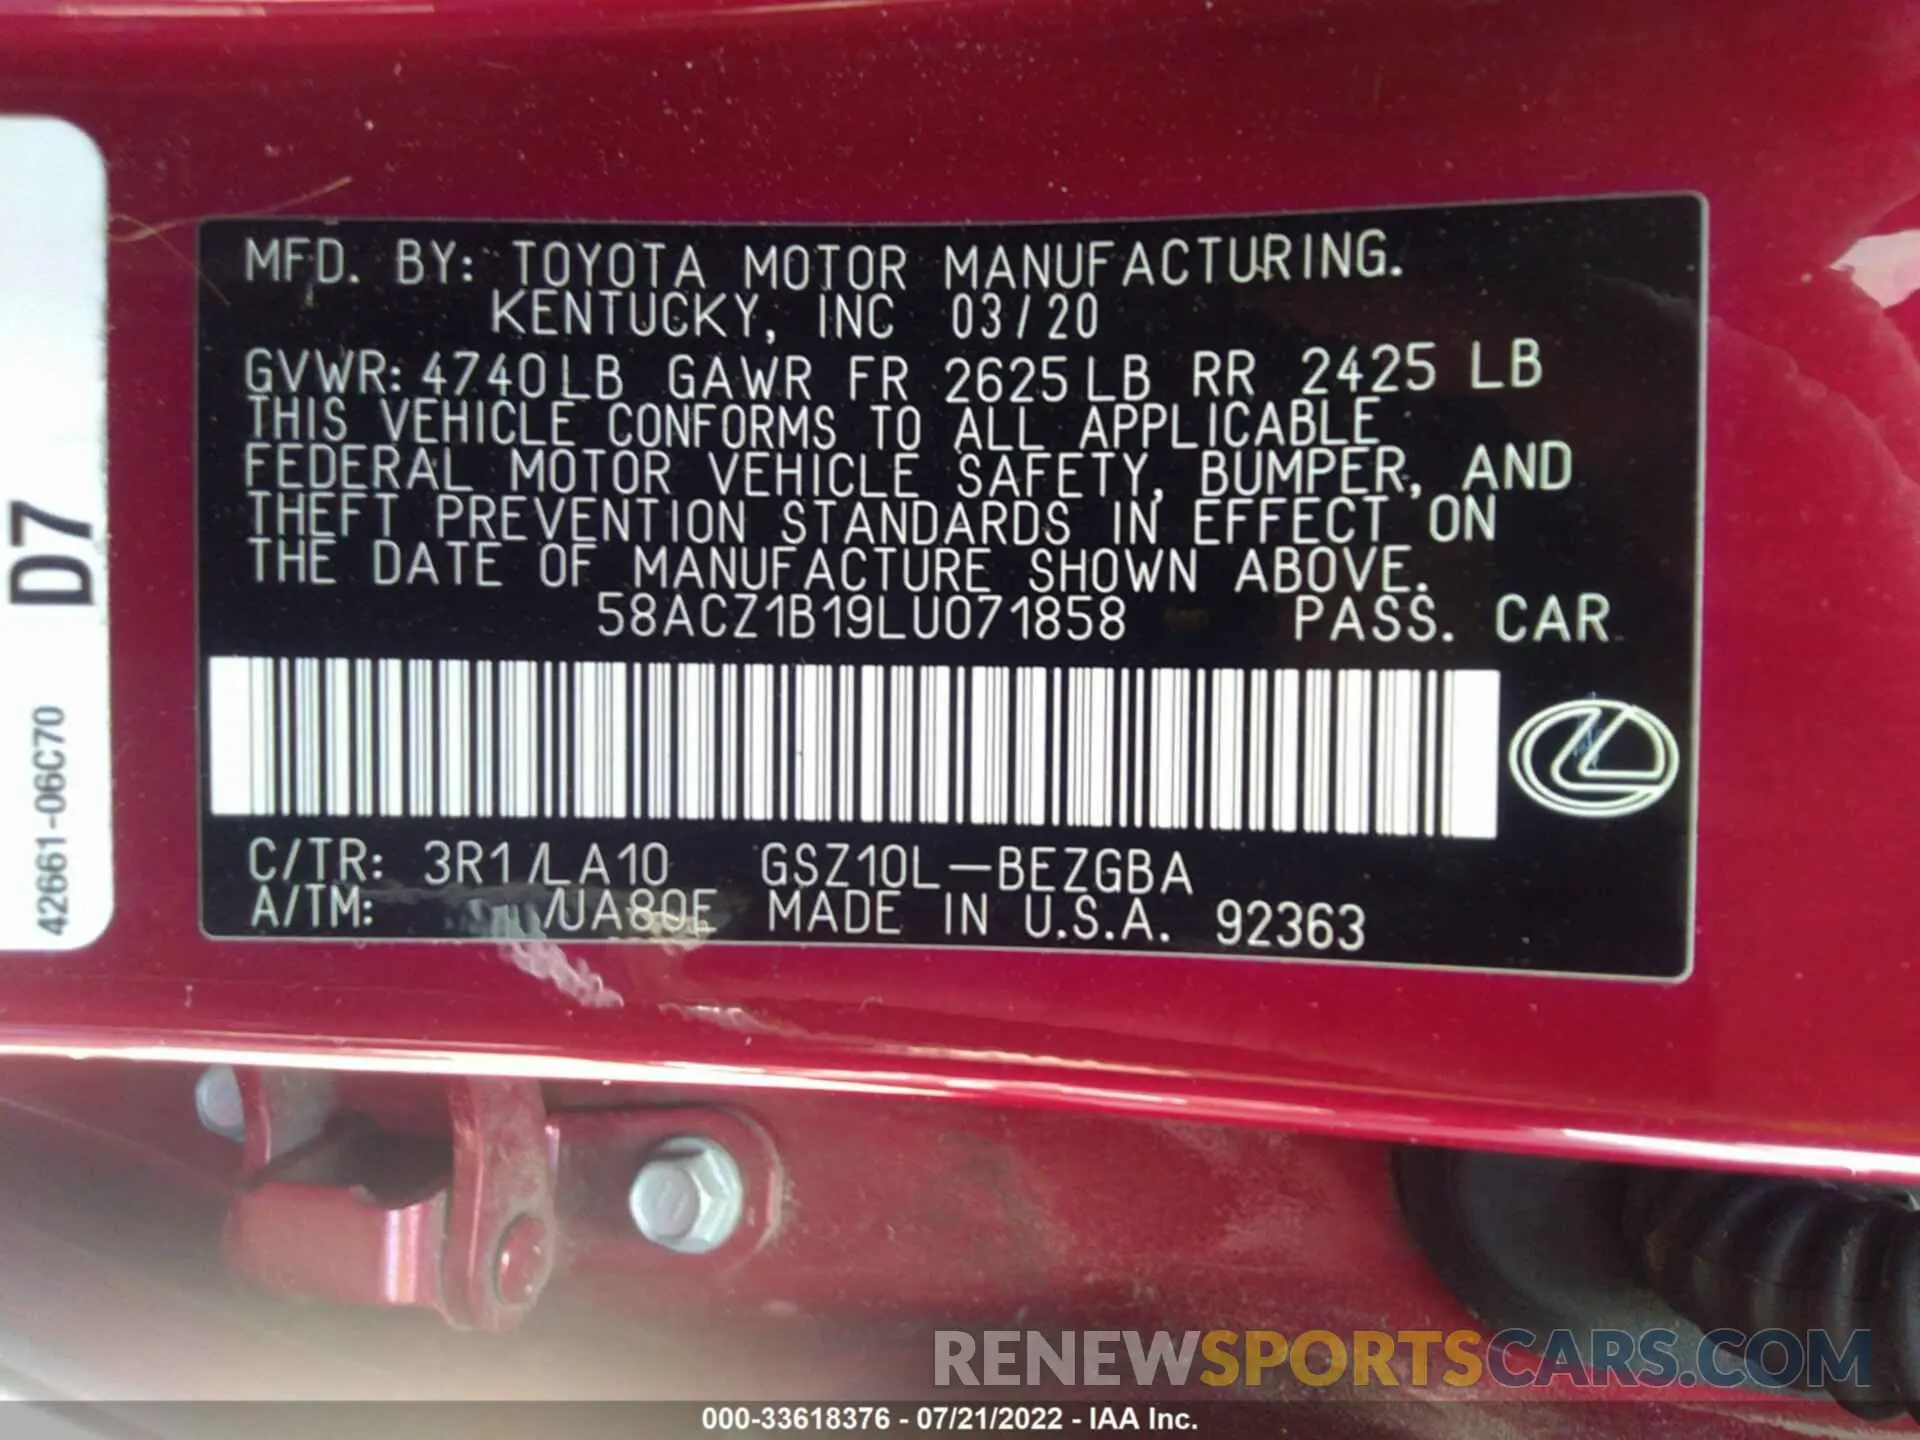 MFD. BY: TOYOTA MOTOR MANUFACTURING.
KENTUCKY, INC 03/20
GVWR: 4740LB GAWR FR 2625LB RR 2425 LB
THIS VEHICLE CONFORMS TO ALL APPLICABLE
FEDERAL MOTOR VEHICLE SAFETY, BUMPER, AND
THEFT PREVENTION STANDARDS IN EFFECT ON
THE DATE OF MANUFACTURE SHOWN ABOVE.
58ACZ1B19LU071858 PASS. CAR
C/TR: 3R1/LA10 GSZ10L-BEZGBA
A/TM: /UA80E MADE IN U.S.A. 92363
D7
42661-06C70
RENEWSPORTSCARS.COM
000-33618376 - 07/21/2022 - IAA Inc.